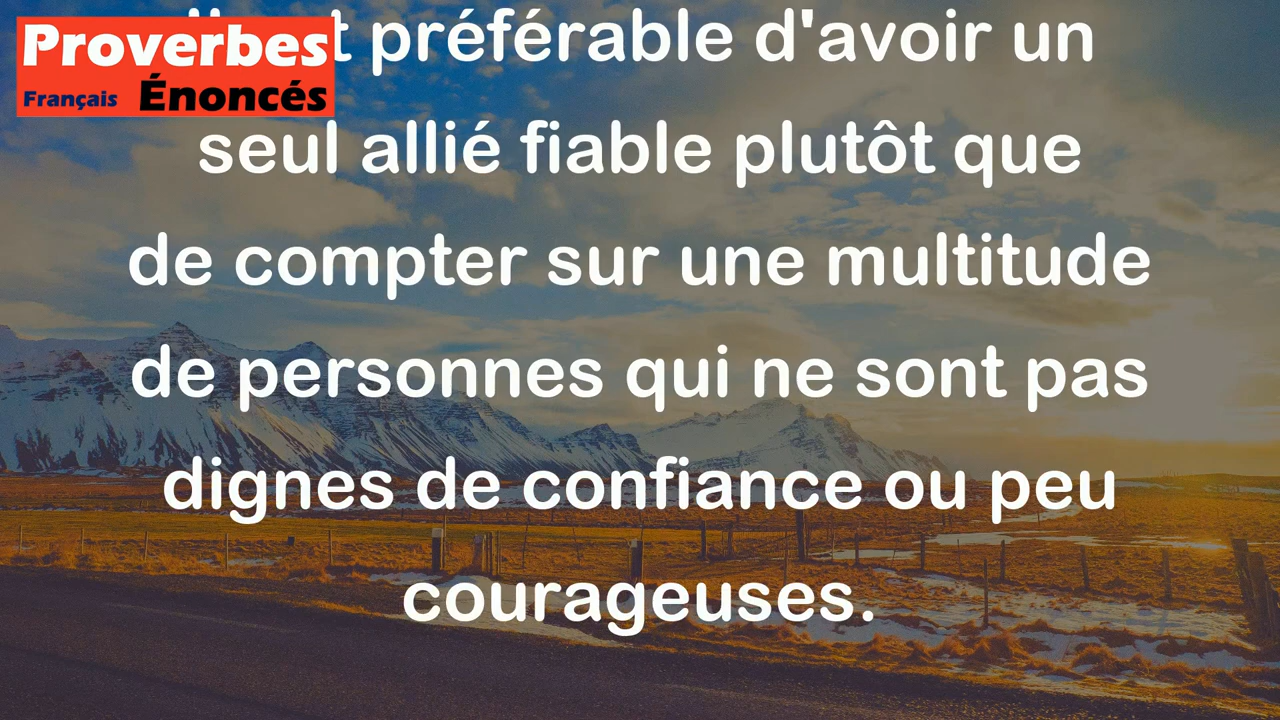 Proverbes
Français Énoncés
préférable d'avoir un
seul allié fiable plutôt que
de compter sur une multitude
de personnes qui ne sont pas
dignes de confiance ou peu
courageuses.